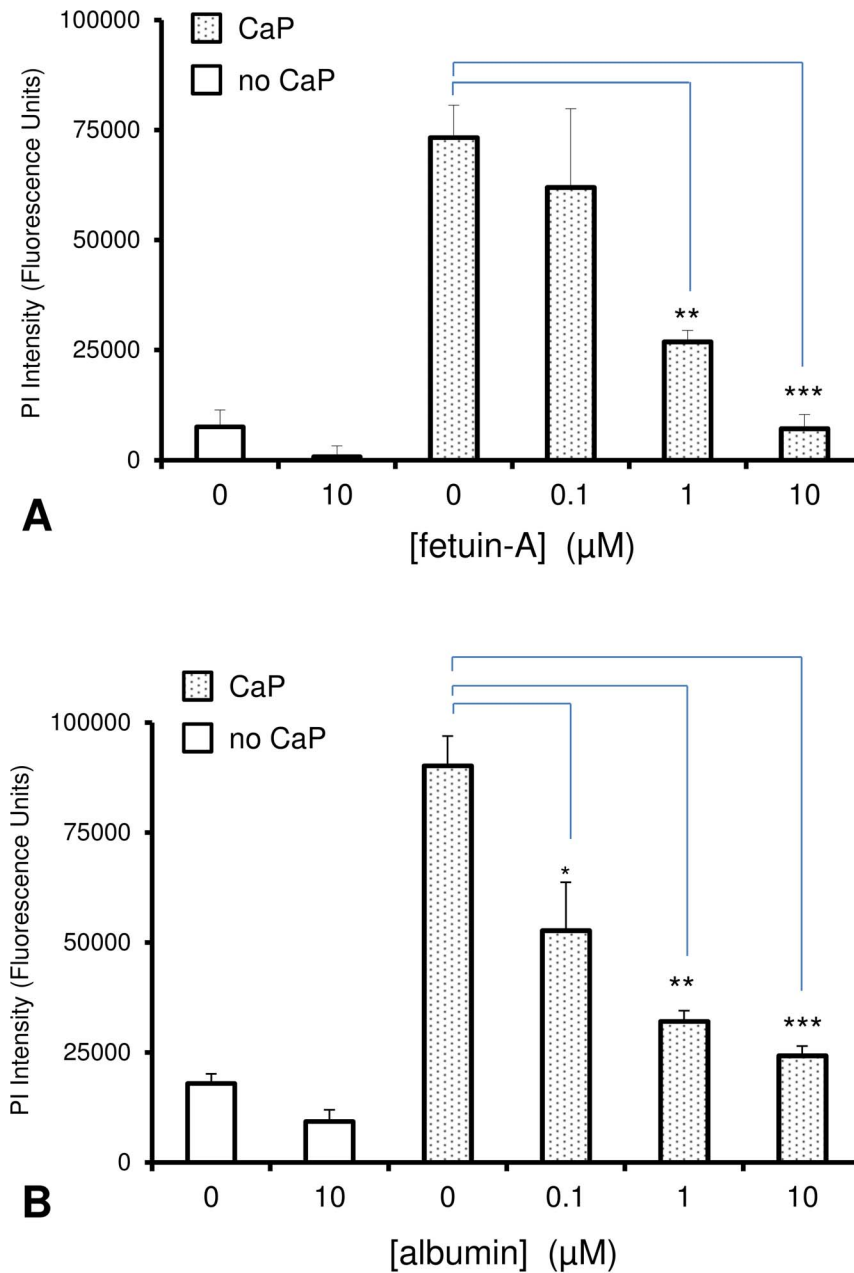 100000
CaP
no CaP
75000
50000
25000
0
PI Intensity (Fluorescence Units)
**
***
0 10 0 0.1 1 10
A
[fetuin-A] (µM)
CaP
no CaP
100000
75000
50000
25000
0
PI Intensity (Fluorescence Units)
*
**
***
0 10 0 0.1 1 10
B
[albumin] (µM)